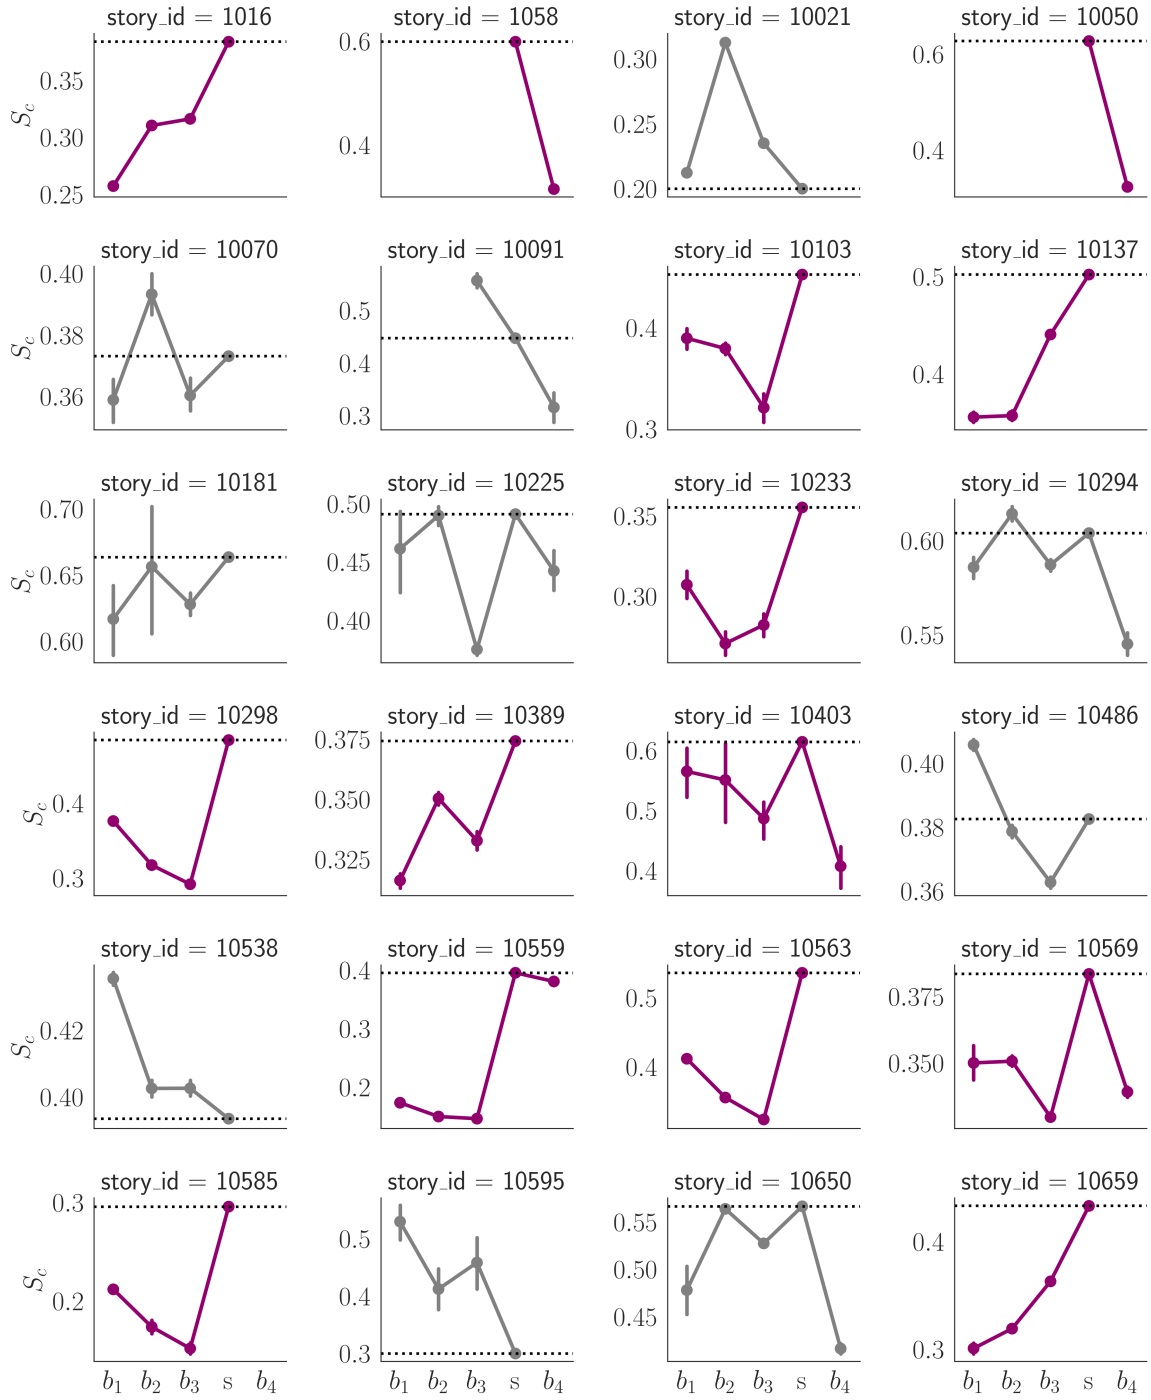 story_id = 1016 story_id = 1058 story_id = 10021 story_id = 10050
S_c
0.35 0.30 0.25
0.6 0.4
0.30 0.25 0.20
0.6 0.4
story_id = 10070 story_id = 10091 story_id = 10103 story_id = 10137
S_c
0.40 0.38 0.36
0.5 0.4 0.3
0.4 0.3
0.5 0.4
story_id = 10181 story_id = 10225 story_id = 10233 story_id = 10294
S_c
0.70 0.65 0.60
0.50 0.45 0.40
0.35 0.30
0.60 0.55
story_id = 10298 story_id = 10389 story_id = 10403 story_id = 10486
S_c
0.4 0.3
0.375 0.350 0.325
0.6 0.5 0.4
0.40 0.38 0.36
story_id = 10538 story_id = 10559 story_id = 10563 story_id = 10569
S_c
0.42 0.40
0.4 0.3 0.2
0.5 0.4
0.375 0.350
story_id = 10585 story_id = 10595 story_id = 10650 story_id = 10659
S_c
0.3 0.2
0.5 0.4 0.3
0.55 0.50 0.45
0.4 0.3
b₁ b₂ b₃ s b₄ b₁ b₂ b₃ s b₄ b₁ b₂ b₃ s b₄ b₁ b₂ b₃ s b₄